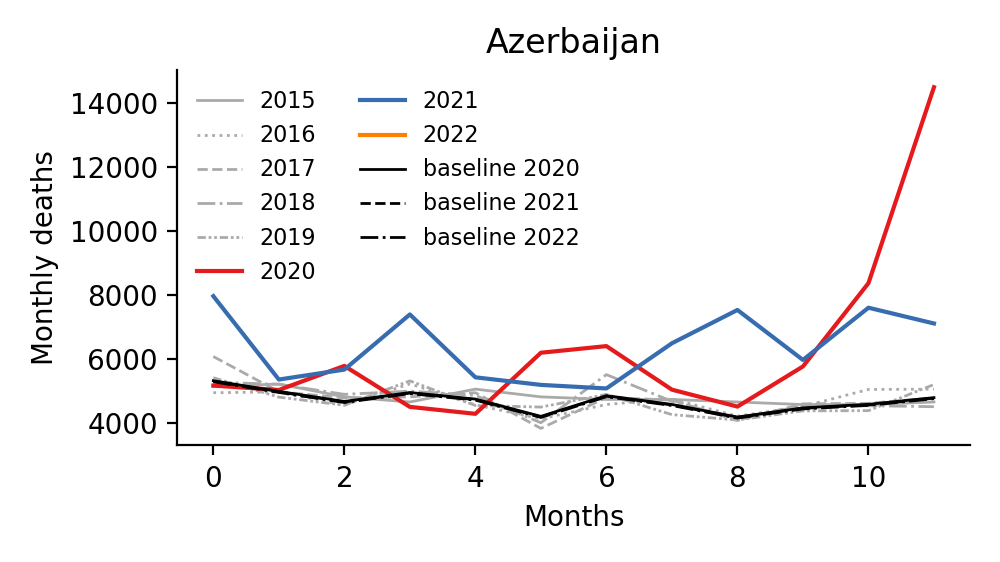 Azerbaijan
Monthly deaths
14000
12000
10000
8000
6000
4000
2015
2016
2017
2018
2019
2020
2021
2022
baseline 2020
baseline 2021
baseline 2022
0 2 4 6 8 10
Months